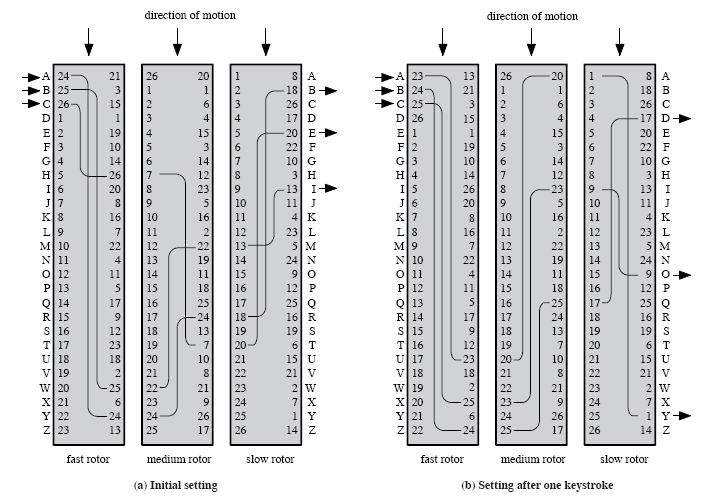 direction of motion direction of motion
A 24 21 26 20 1 8 A A 23 13 26 20 1 8 A
B 25 3 1 1 2 18 B B 24 21 1 1 2 18 B
C 26 15 2 6 3 26 C C 25 3 2 6 3 26 C
D 1 1 3 4 4 17 D D 26 15 3 4 4 17 D
E 2 19 4 15 5 20 E E 1 1 4 15 5 20 E
F 3 10 5 3 6 22 F F 2 19 5 3 6 22 F
G 4 14 6 14 7 10 G G 3 10 6 14 7 10 G
H 5 26 7 12 8 3 H H 4 14 7 12 8 3 H
I 6 20 8 23 9 13 I I 5 26 8 23 9 13 I
J 7 8 9 5 10 11 J J 6 20 9 5 10 11 J
K 8 16 10 16 11 4 K K 7 8 10 16 11 4 K
L 9 7 11 2 12 23 L L 8 16 11 2 12 23 L
M 10 22 12 22 13 5 M M 9 7 12 22 13 5 M
N 11 4 13 19 14 24 N N 10 22 13 19 14 24 N
O 12 11 14 11 15 9 O O 11 4 14 11 15 9 O
P 13 5 15 18 16 12 P P 12 11 15 18 16 12 P
Q 14 17 16 25 17 25 Q Q 13 5 16 25 17 25 Q
R 15 9 17 24 18 16 R R 14 17 17 24 18 16 R
S 16 12 18 13 19 19 S S 15 9 18 13 19 19 S
T 17 23 19 7 20 6 T T 16 12 19 7 20 6 T
U 18 18 20 10 21 15 U U 17 23 20 10 21 15 U
V 19 2 21 8 22 21 V V 18 18 21 8 22 21 V
W 20 25 22 21 23 2 W W 19 2 22 21 23 2 W
X 21 6 23 9 24 7 X X 20 25 23 9 24 7 X
Y 22 24 24 26 25 1 Y Y 21 6 24 26 25 1 Y
Z 23 13 25 17 26 14 Z Z 22 24 25 17 26 14 Z
fast rotor medium rotor slow rotor fast rotor medium rotor slow rotor
(a) Initial setting (b) Setting after one keystroke